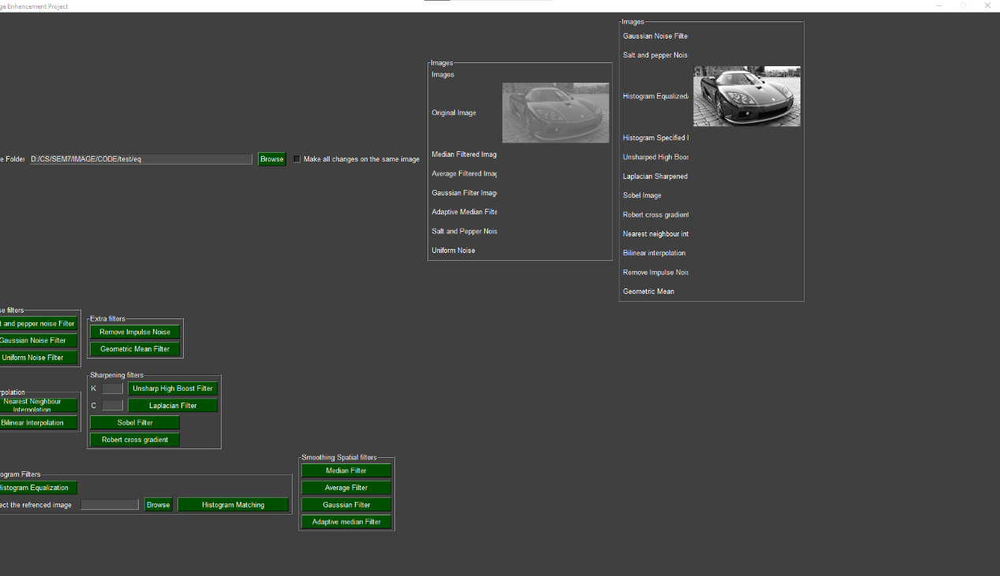 ge Enhancement Project
e Folder D:/CS/SEM7/IMAGE/CODE/test/eq Browse Make all changes on the same image
Images
Images
Original Image
Median Filtered Imag
Average Filtered Imag
Gaussian Filter Image
Adaptive Median Filte
Salt and Pepper Nois
Uniform Noise
Images
Gaussian Noise Filte
Salt and pepper Nois
Histogram Equalized
Histogram Specified I
Unsharped High Boos
Laplacian Sharpened
Sobel Image
Robert cross gradient
Nearest neighbour int
Bilinear interpolation
Remove Impulse Nois
Geometric Mean
se filters
t and pepper noise Filter
Gaussian Noise Filter
Uniform Noise Filter
Extra filters
Remove Impulse Noise
Geometric Mean Filter
rpolation
Nearest Neighbour
Interpolation
Bilinear Interpolation
Sharpening filters
K Unsharp High Boost Filter
C Laplacian Filter
Sobel Filter
Robert cross gradient
ogram Filters
Histogram Equalization
ect the refrenced image Browse Histogram Matching
Smoothing Spatial filters
Median Filter
Average Filter
Gaussian Filter
Adaptive median Filter